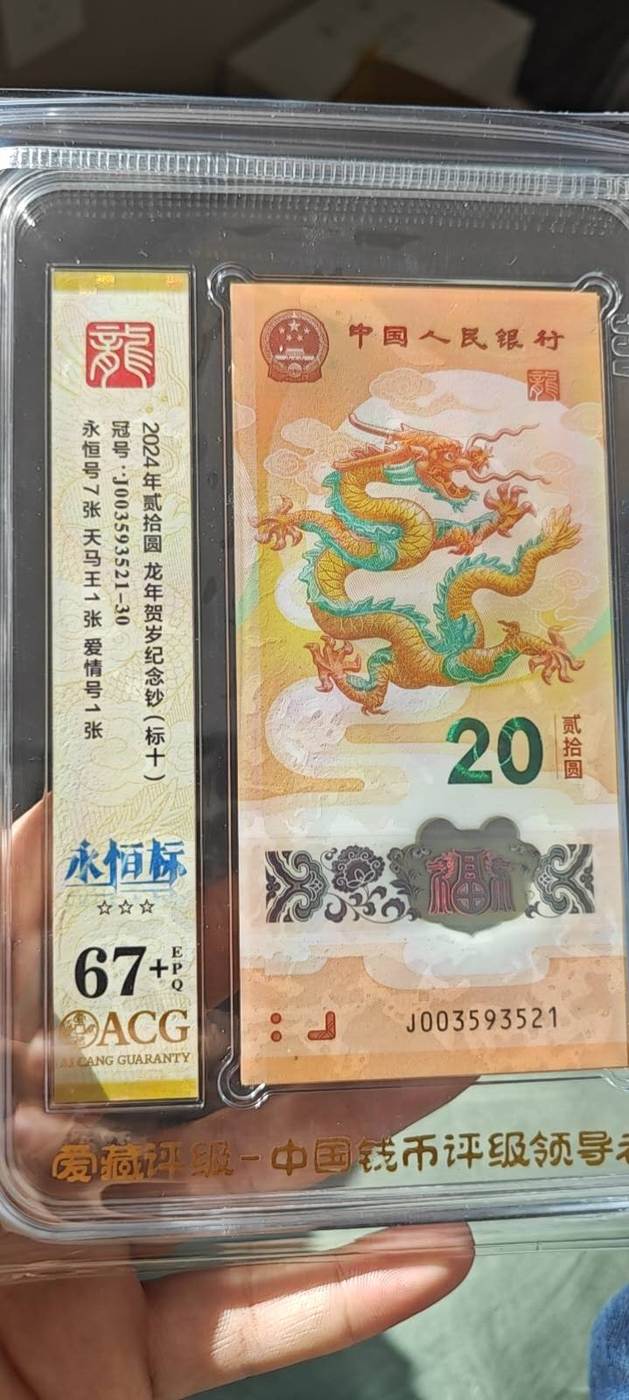 龍
2024年贰拾圆 龙年贺岁纪念钞(标十)
冠号:J003593521-30
永恒号7张 天马王1张 爱情号1张
永恒标
☆☆☆
67+EPQ
ACG
AI CANG GUARANTY
中国人民银行
龍
20
贰拾圆
福
J003593521
爱藏评级-中国钱币评级领导者